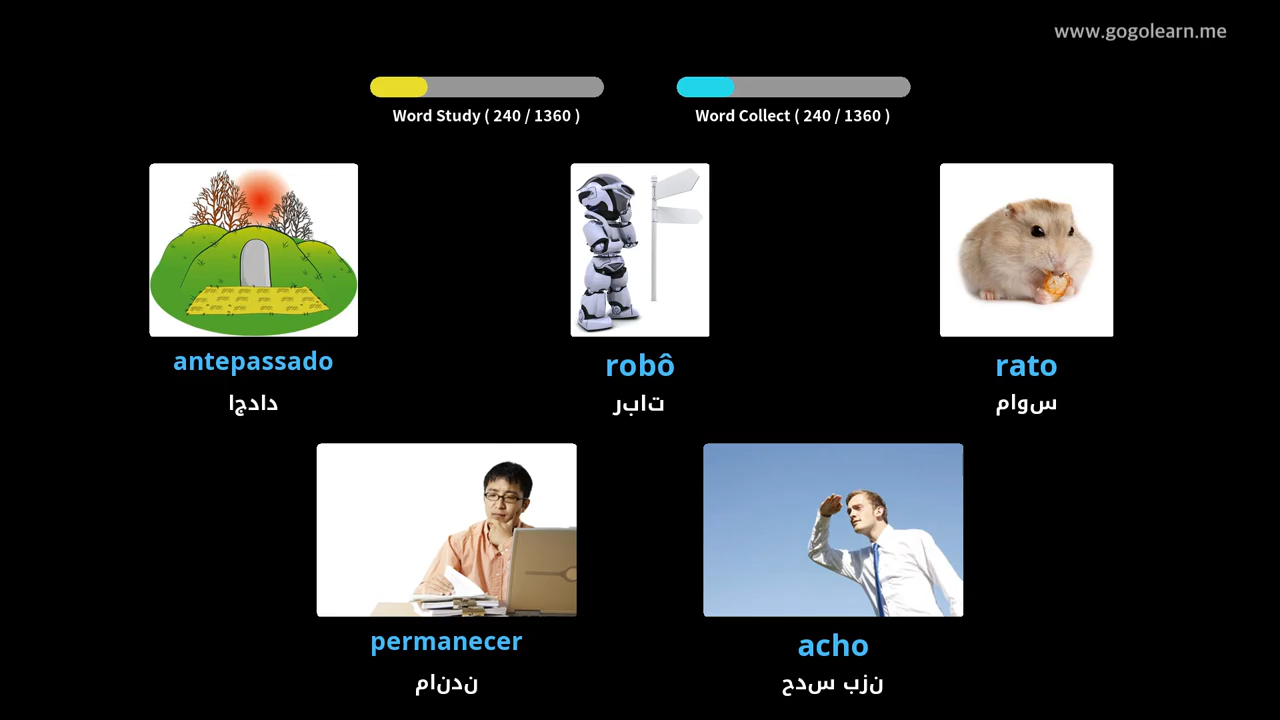 www.gogolearn.me
Word Study ( 240 / 1360 )
Word Collect ( 240 / 1360 )
antepassado
دادجا
robô
تابر
rato
سوام
permanecer
ندنام
acho
نزب سدح